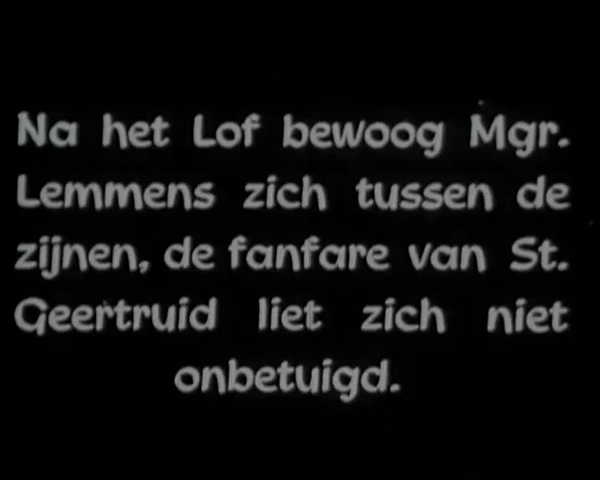 Na het Lof bewoog Mgr.
Lemmens zich tussen de
zijnen, de fanfare van St.
Geertruid liet zich niet
onbetuigd.